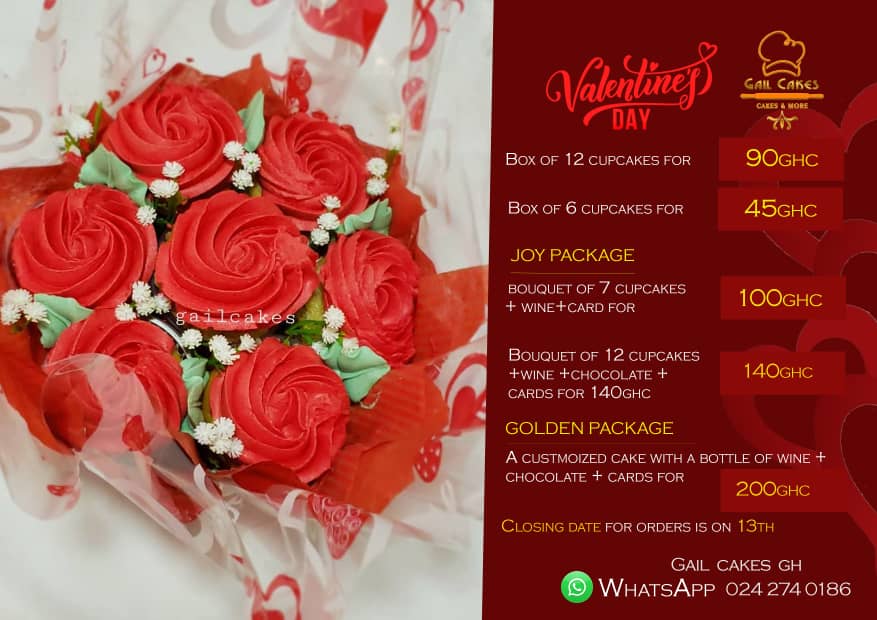 Valentine's
DAY
GAIL CAKES
CAKES & MORE
BOX OF 12 CUPCAKES FOR 90GHC
BOX OF 6 CUPCAKES FOR 45GHC
JOY PACKAGE
BOUQUET OF 7 CUPCAKES
+ WINE+CARD FOR 100GHC
BOUQUET OF 12 CUPCAKES
+WINE +CHOCOLATE +
CARDS FOR 140GHC
140GHC
GOLDEN PACKAGE
A CUSTMOIZED CAKE WITH A BOTTLE OF WINE +
CHOCOLATE + CARDS FOR
200GHC
CLOSING DATE FOR ORDERS IS ON 13TH
GAIL CAKES GH
WHATSAPP 024 274 0186
gailcakes